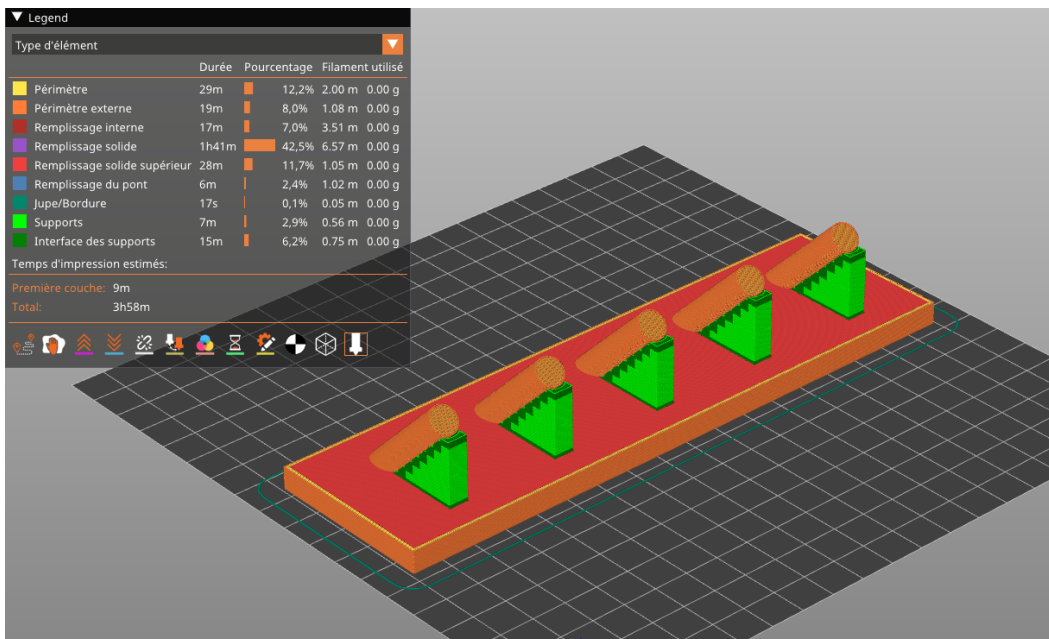 Legend
Type d'élément
Durée Pourcentage Filament utilisé
Périmètre 29m 12,2% 2.00 m 0.00 g
Périmètre externe 19m 8,0% 1.08 m 0.00 g
Remplissage interne 17m 7,0% 3.51 m 0.00 g
Remplissage solide 1h41m 42,5% 6.57 m 0.00 g
Remplissage solide supérieur 28m 11,7% 1.05 m 0.00 g
Remplissage du pont 6m 2,4% 1.02 m 0.00 g
Jupe/Bordure 17s 0,1% 0.05 m 0.00 g
Supports 7m 2,9% 0.56 m 0.00 g
Interface des supports 15m 6,2% 0.75 m 0.00 g
Temps d'impression estimés:
Première couche: 9m
Total: 3h58m